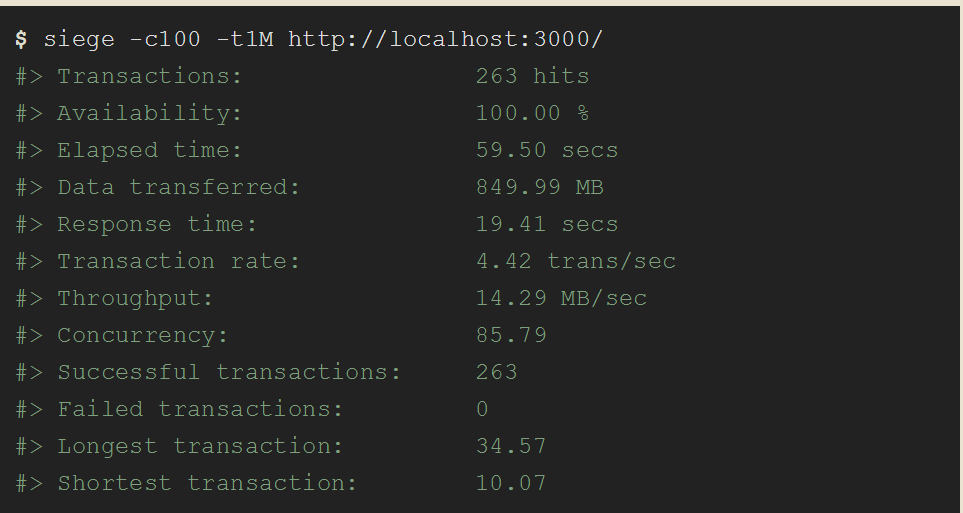 $ siege -c100 -t1M http://localhost:3000/
#> Transactions: 263 hits
#> Availability: 100.00 %
#> Elapsed time: 59.50 secs
#> Data transferred: 849.99 MB
#> Response time: 19.41 secs
#> Transaction rate: 4.42 trans/sec
#> Throughput: 14.29 MB/sec
#> Concurrency: 85.79
#> Successful transactions: 263
#> Failed transactions: 0
#> Longest transaction: 34.57
#> Shortest transaction: 10.07